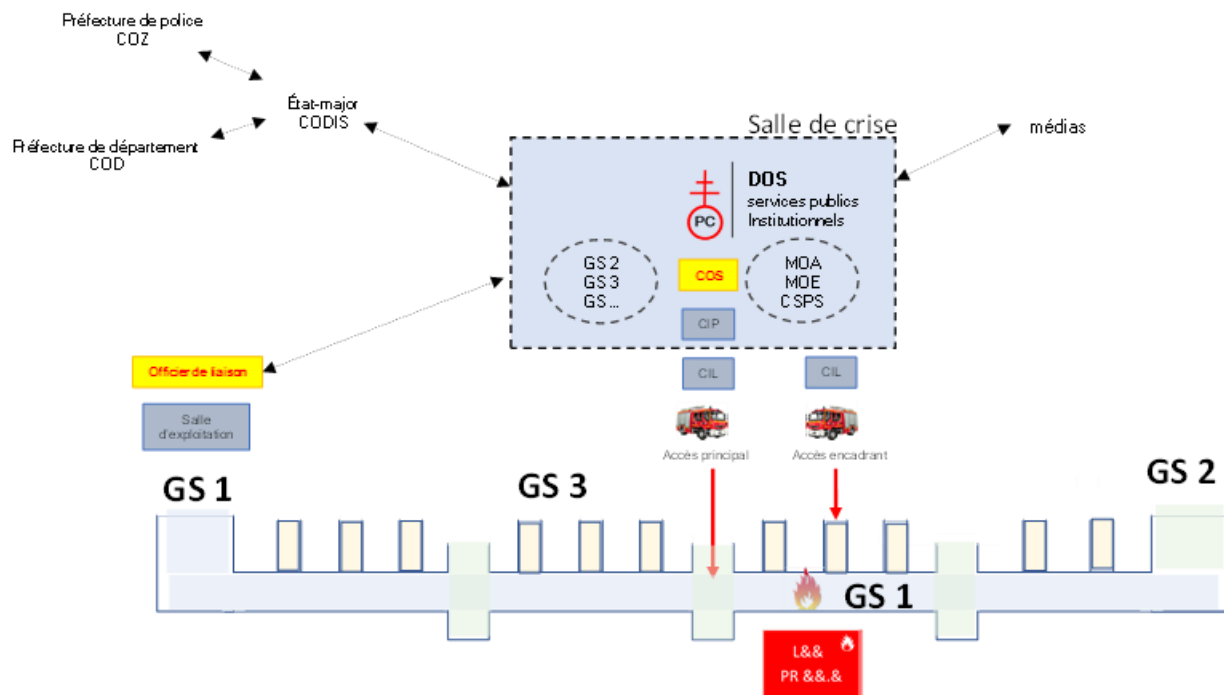 Préfecture de police
COZ
État-major
CODIS
Préfecture de département
COD
Salle de crise
médias
DOS
services publics
Institutionnels
PC
GS 2
GS 3
GS ...
COS
MOA
MOE
CSPS
CIP
Officier de liaison
CIL
CIL
Salle
d'exploitation
Accès principal
Accès encadrant
GS 1
GS 3
GS 2
GS 1
L&&
PR &&.&